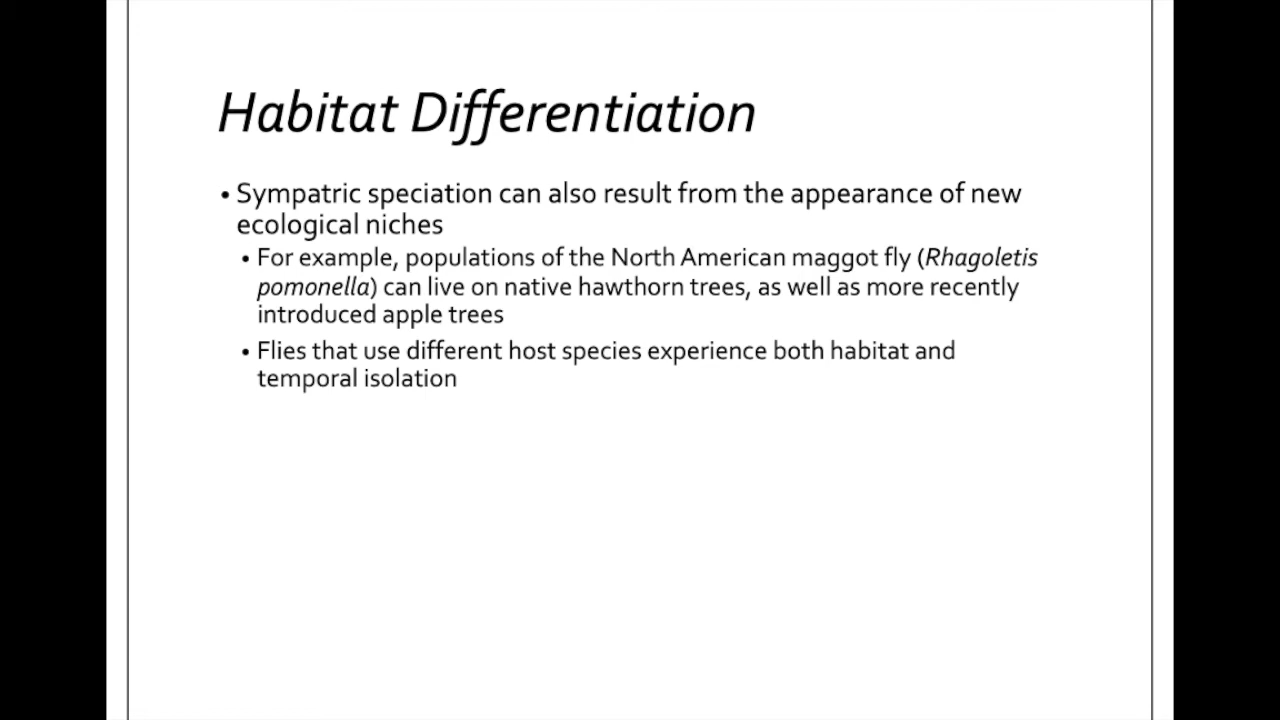 Habitat Differentiation
• Sympatric speciation can also result from the appearance of new
ecological niches
• For example, populations of the North American maggot fly (Rhagoletis
pomonella) can live on native hawthorn trees, as well as more recently
introduced apple trees
• Flies that use different host species experience both habitat and
temporal isolation